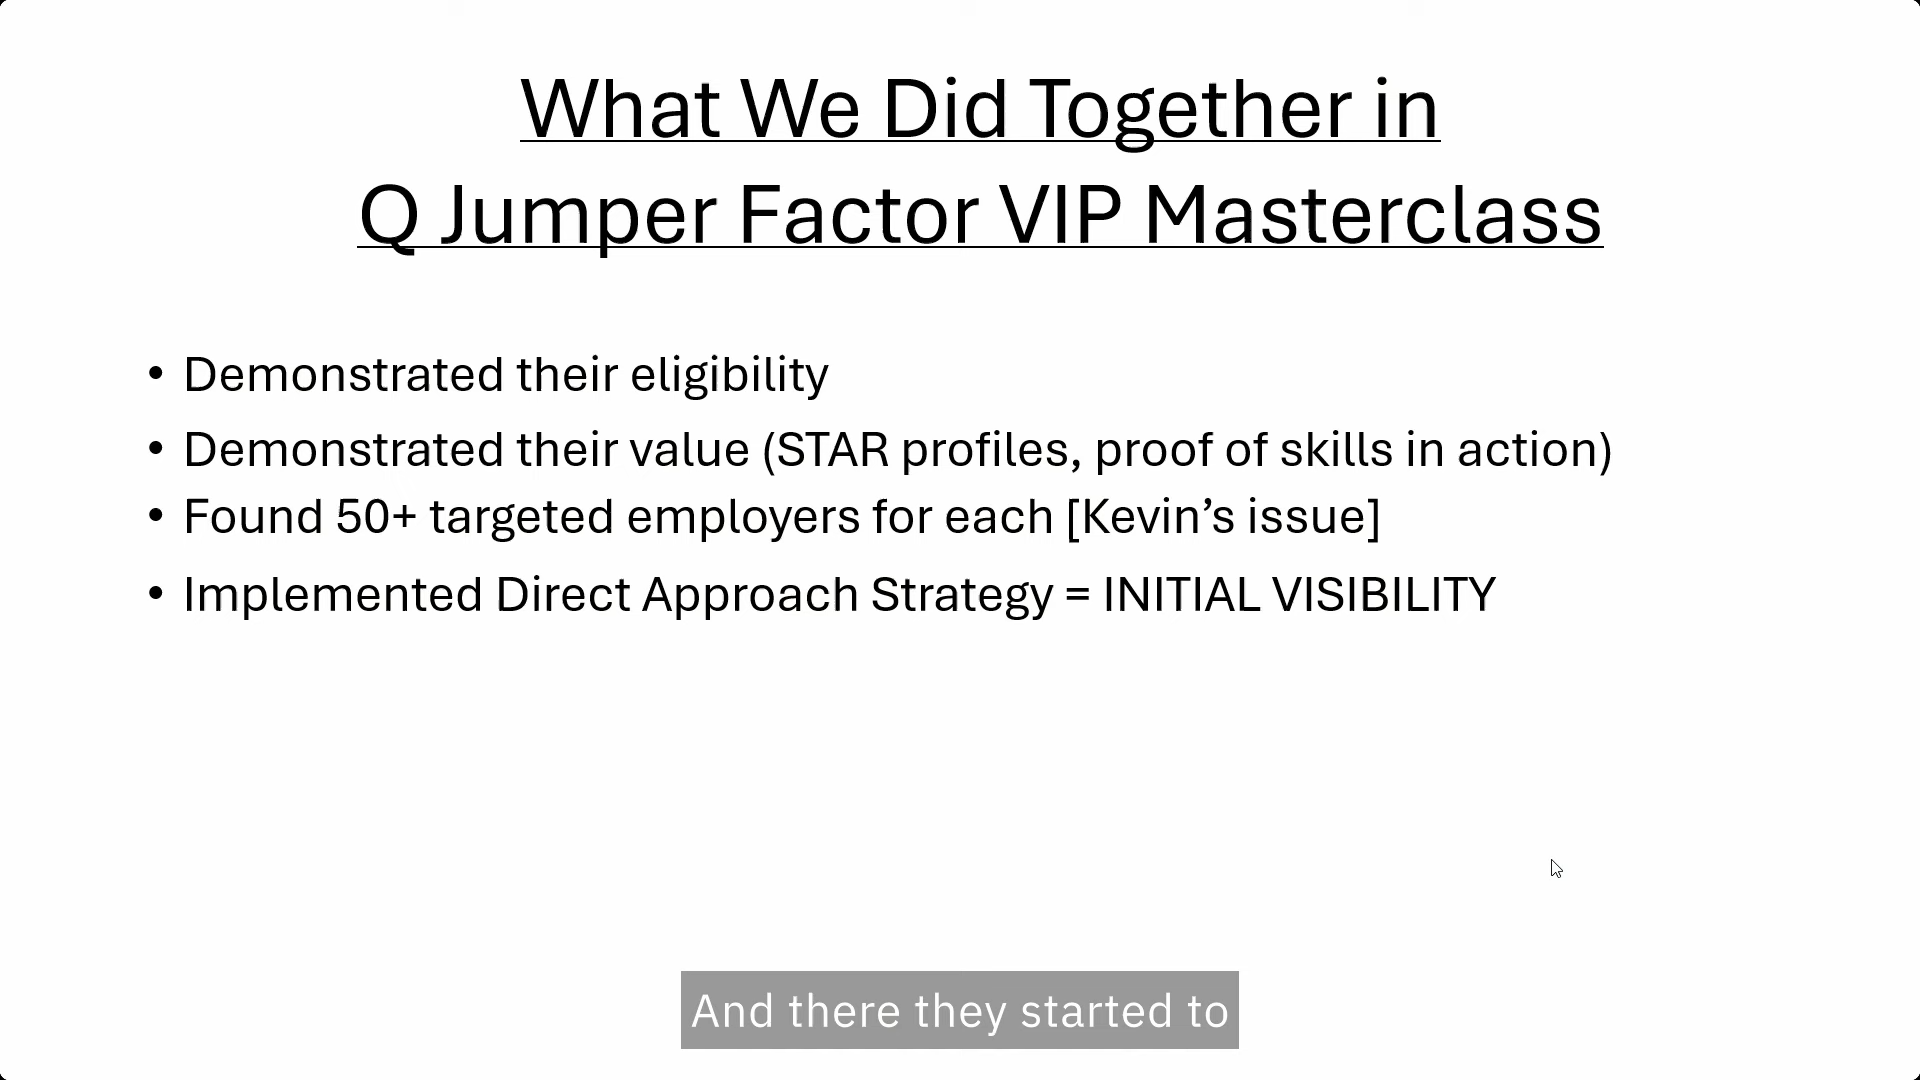 What We Did Together in
Q Jumper Factor VIP Masterclass
• Demonstrated their eligibility
• Demonstrated their value (STAR profiles, proof of skills in action)
• Found 50+ targeted employers for each [Kevin’s issue]
• Implemented Direct Approach Strategy = INITIAL VISIBILITY
And there they started to